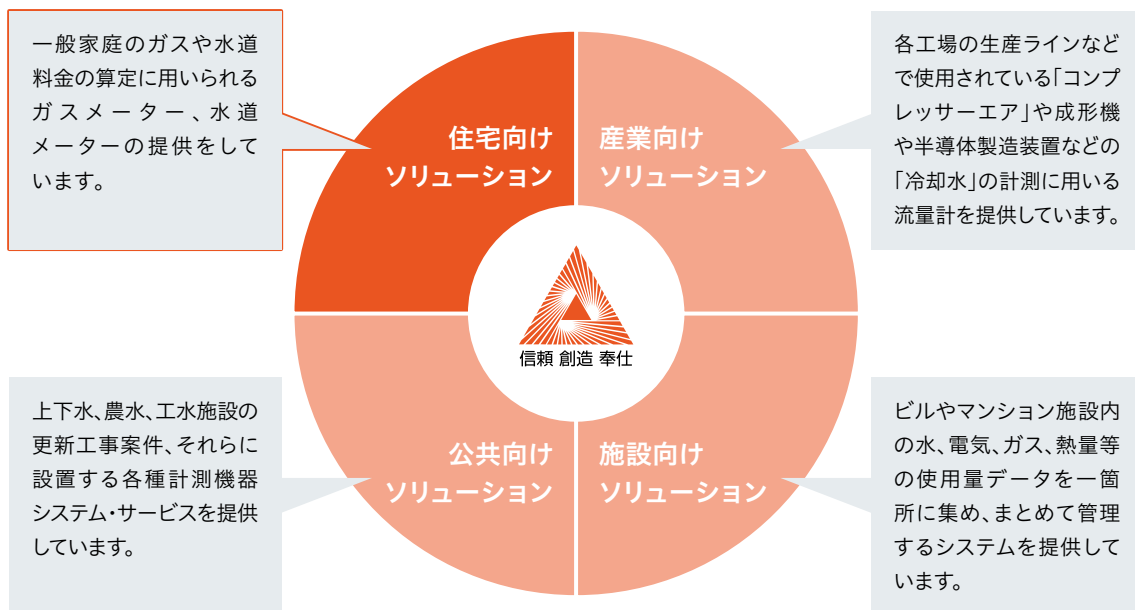 一般家庭のガスや水道
料金の算定に用いられる
ガスメーター、水道
メーターの提供をして
います。
住宅向け
ソリューション
産業向け
ソリューション
各工場の生産ラインなど
で使用されている「コンプ
レッサーエア」や成形機
や半導体製造装置などの
「冷却水」の計測に用いる
流量計を提供しています。
信頼 創造 奉仕
上下水、農水、工水施設の
更新工事案件、それらに
設置する各種計測機器
システム・サービスを提供
しています。
公共向け
ソリューション
施設向け
ソリューション
ビルやマンション施設内
の水、電気、ガス、熱量等
の使用量データを一箇
所に集め、まとめて管理
するシステムを提供して
います。